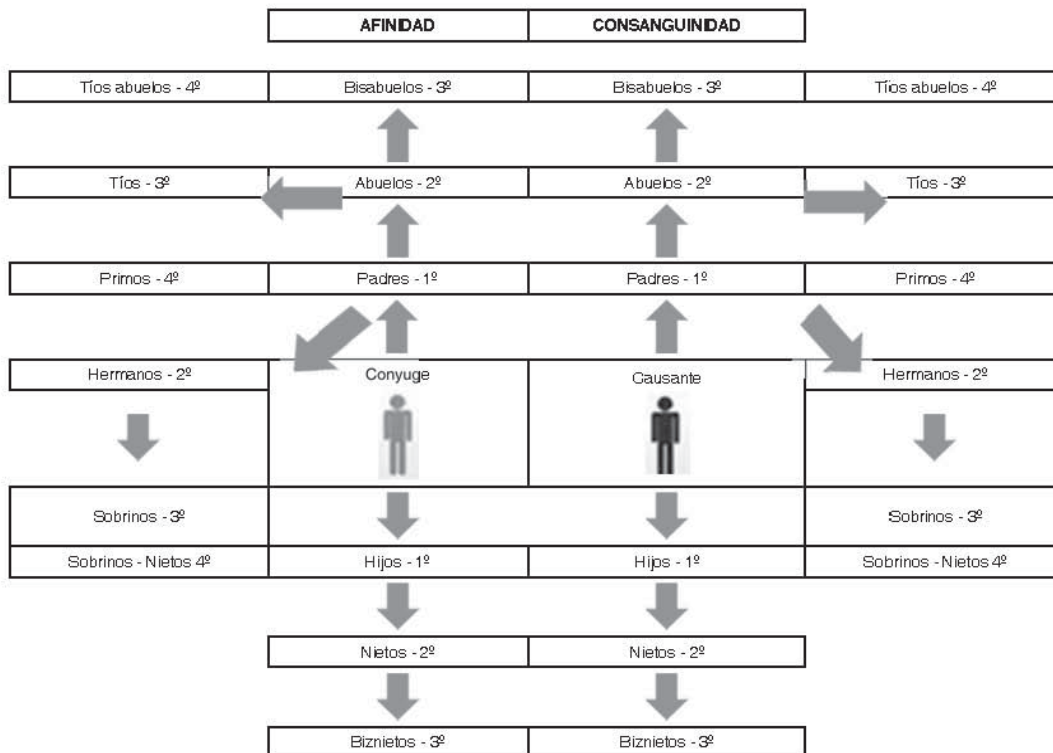 AFINIDAD CONSANGUINIDAD
Tíos abuelos - 4º Bisabuelos - 3º Bisabuelos - 3º Tíos abuelos - 4º
Tíos - 3º Abuelos - 2º Abuelos - 2º Tíos - 3º
Primos - 4º Padres - 1º Padres - 1º Primos - 4º
Hermanos - 2º Conyuge Causante Hermanos - 2º
Sobrinos - 3º Sobrinos - 3º
Sobrinos - Nietos 4º Hijos - 1º Hijos - 1º Sobrinos - Nietos 4º
Nietos - 2º Nietos - 2º
Biznietos - 3º Biznietos - 3º